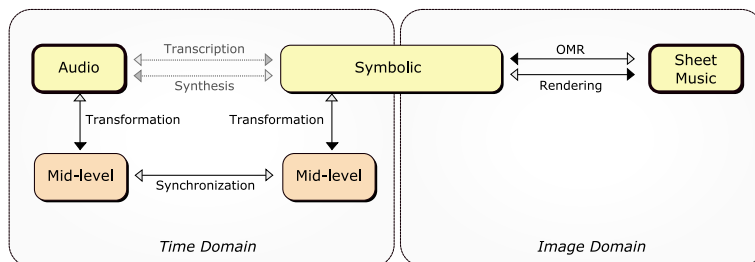 Transcription
OMR
Audio
Symbolic
Sheet
Music
Synthesis
Rendering
Transformation
Transformation
Mid-level
Mid-level
Synchronization
Time Domain
Image Domain